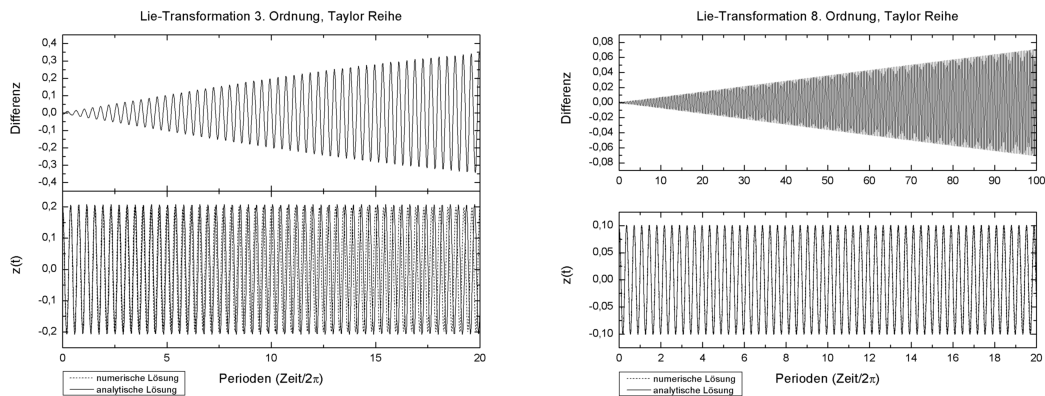 Lie-Transformation 3. Ordnung, Taylor Reihe
Differenz
0,4
0,3
0,2
0,1
0,0
-0,1
-0,2
-0,3
-0,4
z(t)
0,2
0,1
0,0
-0,1
-0,2
0 5 10 15 20
Perioden (Zeit/2π)
numerische Lösung
analytische Lösung
Lie-Transformation 8. Ordnung, Taylor Reihe
Differenz
0,08
0,06
0,04
0,02
0,00
-0,02
-0,04
-0,06
-0,08
0 10 20 30 40 50 60 70 80 90 100
z(t)
0,10
0,05
0,00
-0,05
-0,10
0 2 4 6 8 10 12 14 16 18 20
Perioden (Zeit/2π)
numerische Lösung
analytische Lösung